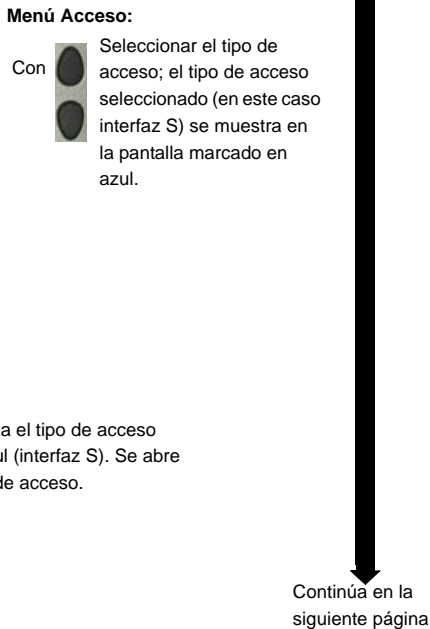 Menú Acceso:
Con
Seleccionar el tipo de
acceso; el tipo de acceso
seleccionado (en este caso
interfaz S) se muestra en
la pantalla marcado en
azul.
el tipo de acceso
(interfaz S). Se abre
de acceso.
Continúa en la
siguiente página